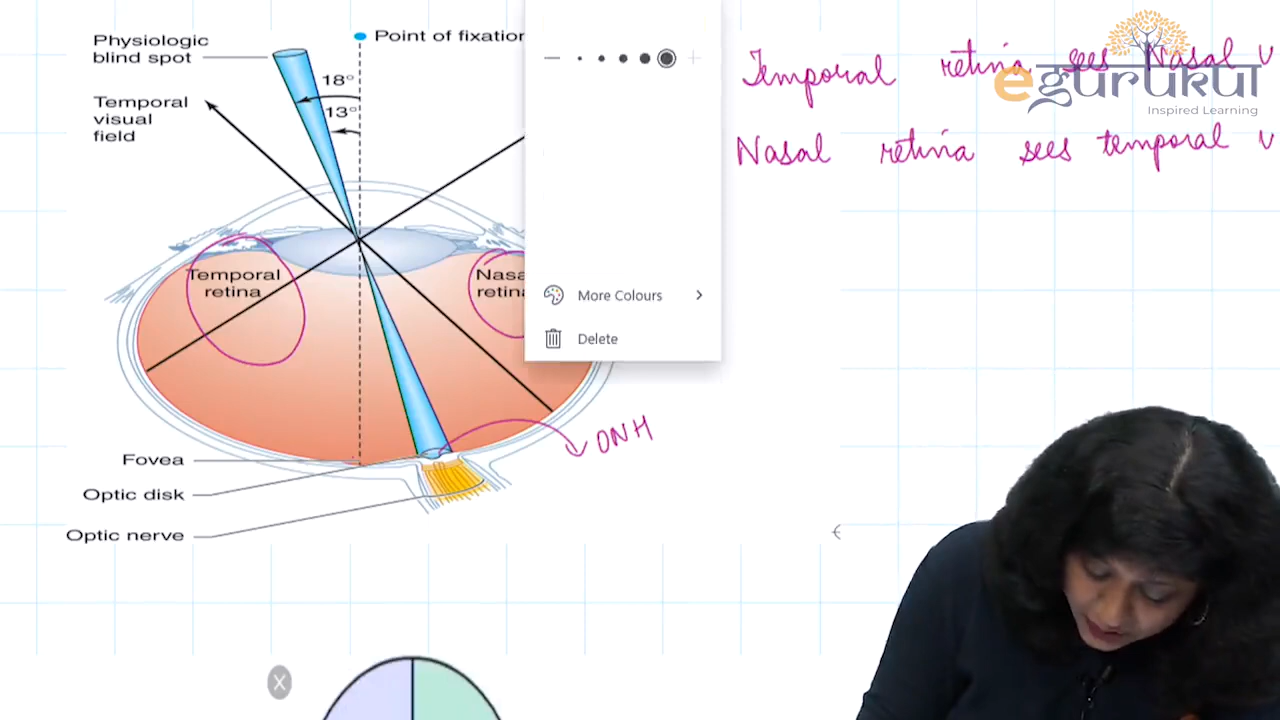 Physiologic
blind spot
Point of fixation
18°
13°
Temporal
visual
field
Temporal
retina
Nasa
retina
Fovea
Optic disk
Optic nerve
ONH
More Colours
Delete
Temporal retina sees Nasal V
Nasal retina sees temporal V
eGurukul
Inspired Learning
X